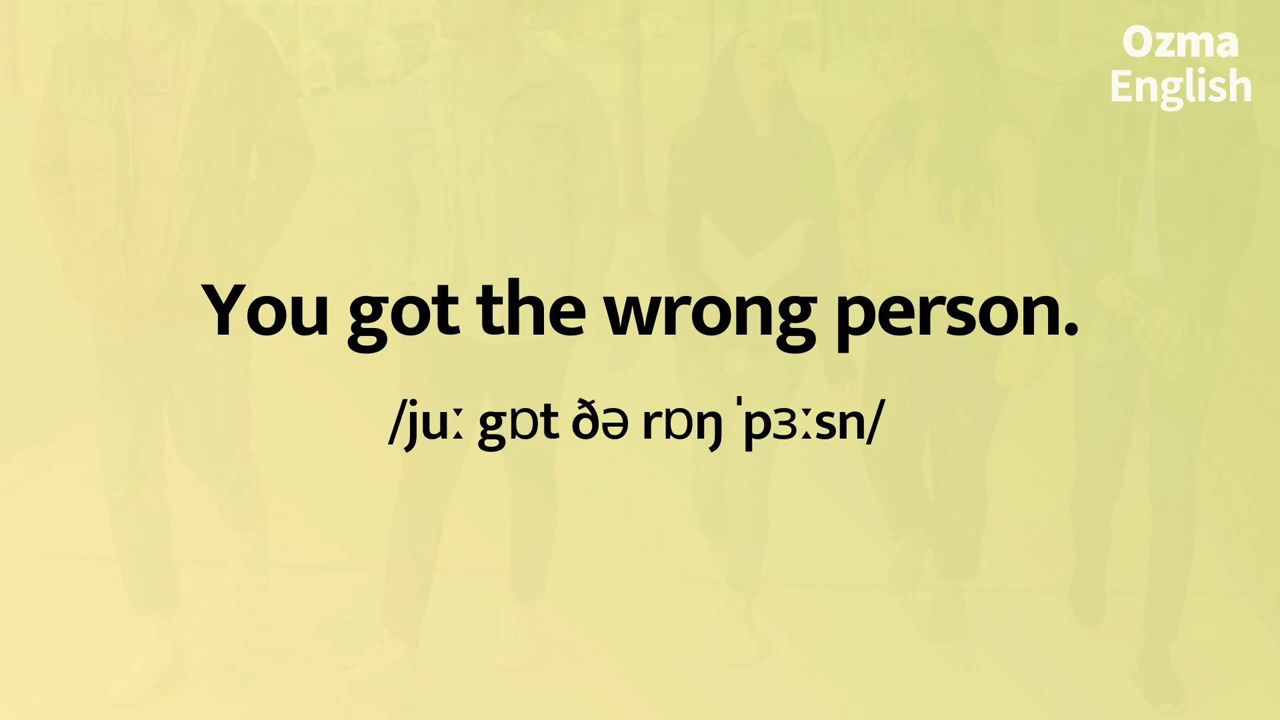 Ozma
English
You got the wrong person.
/juː gɒt ðə rɒŋ ˈpɜːsn/